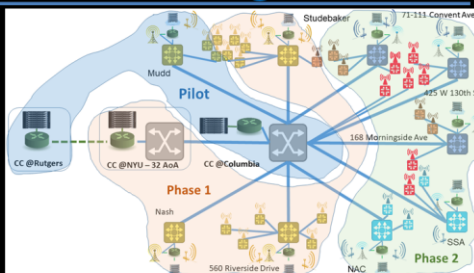 Studebaker
71-111 Convent Ave
Mudd
Pilot
425 W 130th
CC @Rutgers
CC @NYU – 32 AoA
CC @Columbia
168 Morningside Ave
Phase 1
Nash
SSA
560 Riverside Drive
NAC
Phase 2